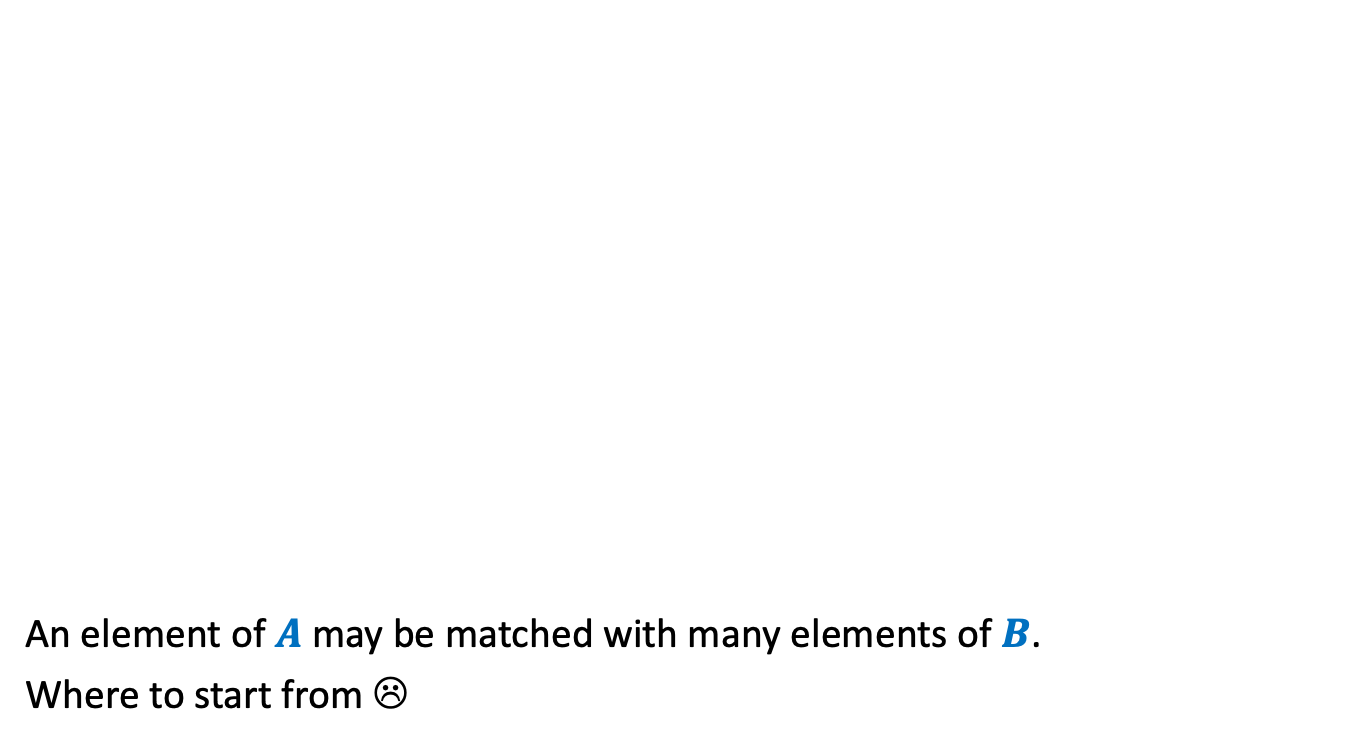 An element of A may be matched with many elements of B.
Where to start from ☹